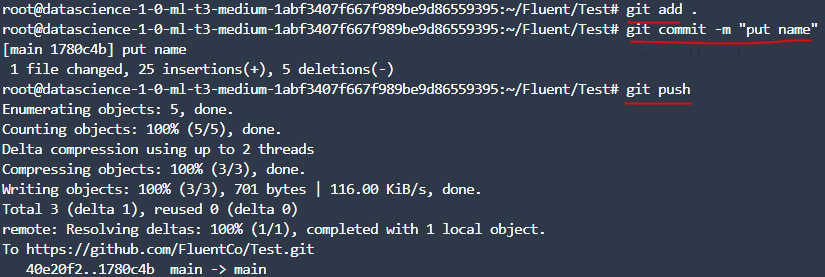 root@datascience-1-0-ml-t3-medium-1abf3407f667f989be9d86559395:~/Fluent/Test# git add .
root@datascience-1-0-ml-t3-medium-1abf3407f667f989be9d86559395:~/Fluent/Test# git commit -m "put name"
[main 1780c4b] put name
 1 file changed, 25 insertions(+), 5 deletions(-)
root@datascience-1-0-ml-t3-medium-1abf3407f667f989be9d86559395:~/Fluent/Test# git push
Enumerating objects: 5, done.
Counting objects: 100% (5/5), done.
Delta compression using up to 2 threads
Compressing objects: 100% (3/3), done.
Writing objects: 100% (3/3), 701 bytes | 116.00 KiB/s, done.
Total 3 (delta 1), reused 0 (delta 0)
remote: Resolving deltas: 100% (1/1), completed with 1 local object.
To https://github.com/FluentCo/Test.git
   40e20f2..1780c4b  main -> main